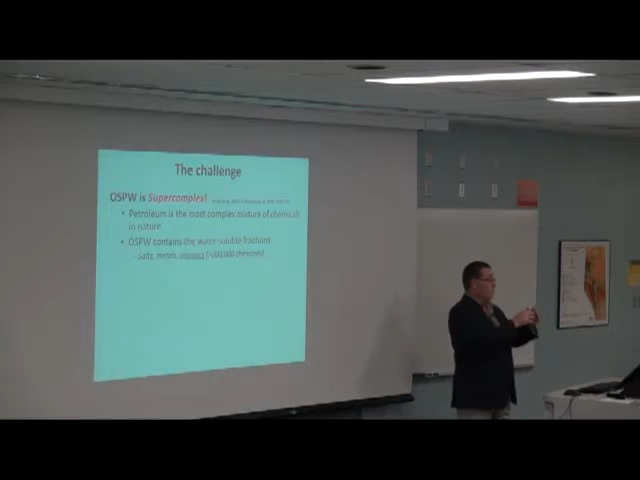 The challenge
OSPW is Supercomplex!
• Petroleum is the most complex mixture of chemicals
in nature
• OSPW contains the water soluble fractions
- salts, metals, organics